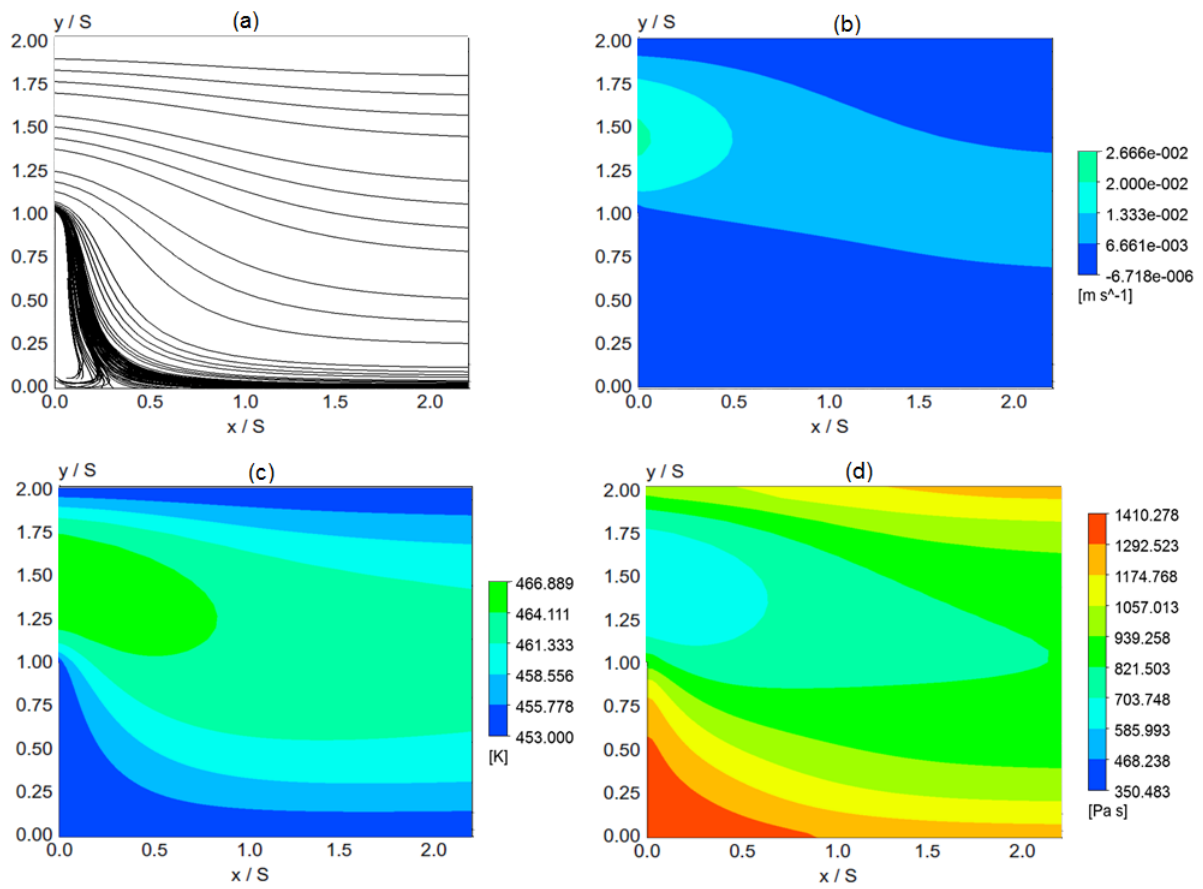 (a)
y / S
2.00
1.75
1.50
1.25
1.00
0.75
0.50
0.25
0.00
0.0 0.5 1.0 1.5 2.0
x / S
(b)
y / S
2.00
1.75
1.50
1.25
1.00
0.75
0.50
0.25
0.00
0.0 0.5 1.0 1.5 2.0
x / S
2.666e-002
2.000e-002
1.333e-002
6.661e-003
-6.718e-006
[m s^-1]
(c)
y / S
2.00
1.75
1.50
1.25
1.00
0.75
0.50
0.25
0.00
0.0 0.5 1.0 1.5 2.0
x / S
466.889
464.111
461.333
458.556
455.778
453.000
[K]
(d)
y / S
2.00
1.75
1.50
1.25
1.00
0.75
0.50
0.25
0.00
0.0 0.5 1.0 1.5 2.0
x / S
1410.278
1292.523
1174.768
1057.013
939.258
821.503
703.748
585.993
468.238
350.483
[Pa s]